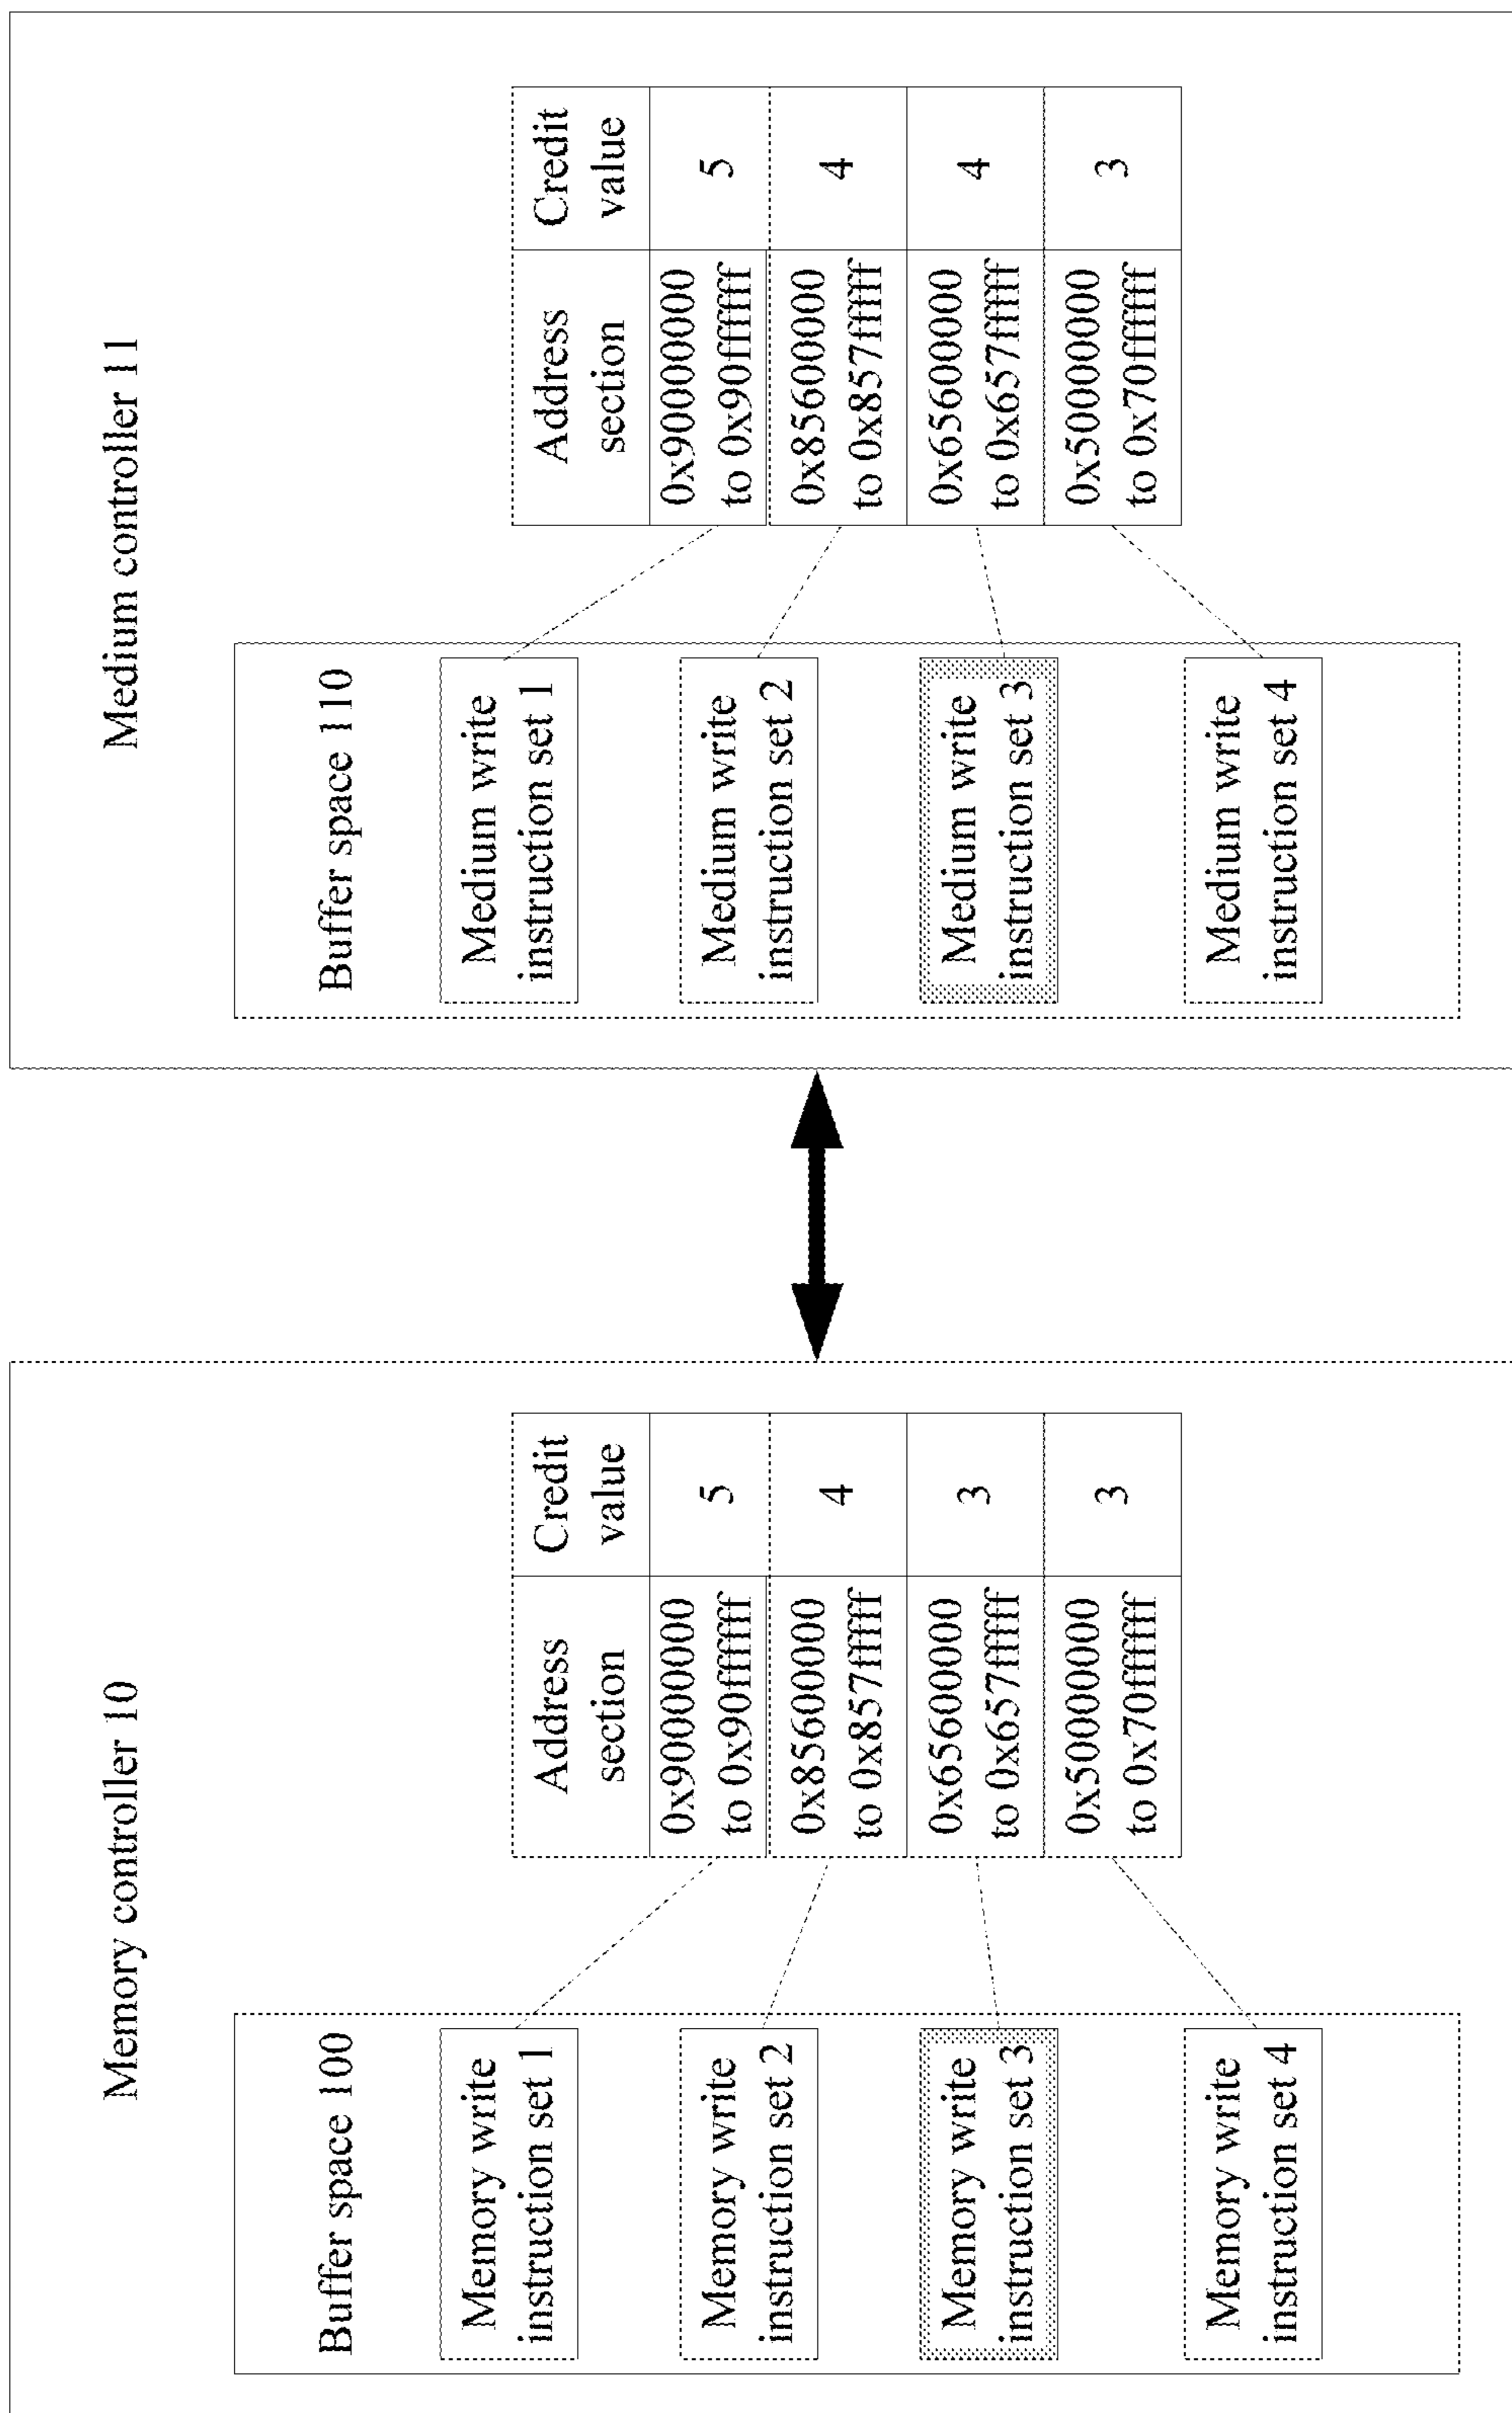 Memory controller 10
Buffer space 100
Memory write
instruction set 1
Memory write
instruction set 2
Memory write
instruction set 3
Memory write
instruction set 4
Address
section
Credit
value
0x90000000
to 0x90ffffff
5
0x85600000
to 0x857fffff
4
0x65600000
to 0x657fffff
3
0x50000000
to 0x70ffffff
3
Medium controller 11
Buffer space 110
Medium write
instruction set 1
Medium write
instruction set 2
Medium write
instruction set 3
Medium write
instruction set 4
Address
section
Credit
value
0x90000000
to 0x90ffffff
5
0x85600000
to 0x857fffff
4
0x65600000
to 0x657fffff
4
0x50000000
to 0x70ffffff
3